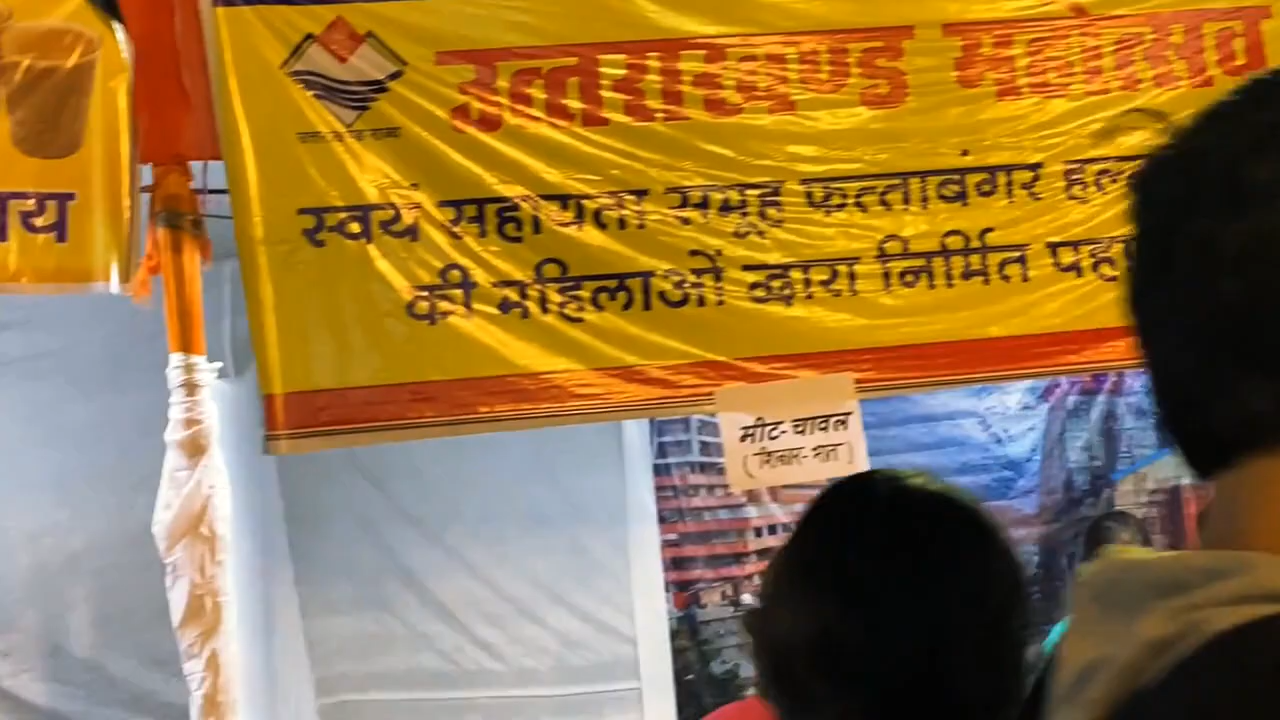 उत्तराखण्ड महोत्सव
स्वयं सहायता समूह फत्ताबंगर
की महिलाओं द्वारा निर्मित
मीट-चावल
(शिकार-भात)